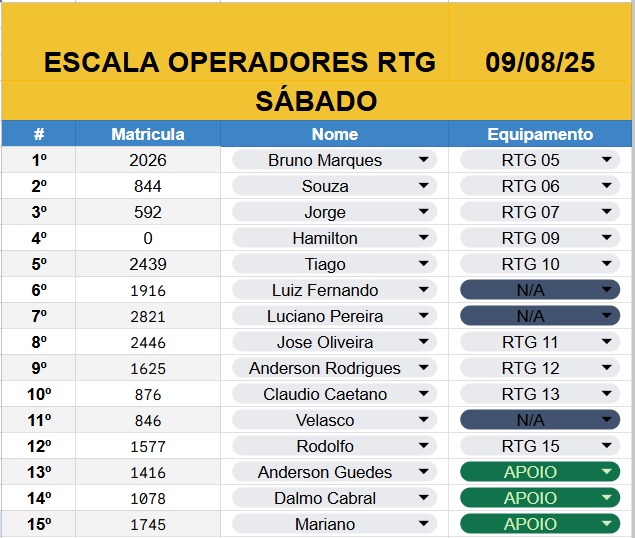 ESCALA OPERADORES RTG 09/08/25
SÁBADO
# Matricula Nome Equipamento
1º 2026 Bruno Marques RTG 05
2º 844 Souza RTG 06
3º 592 Jorge RTG 07
4º 0 Hamilton RTG 09
5º 2439 Tiago RTG 10
6º 1916 Luiz Fernando N/A
7º 2821 Luciano Pereira N/A
8º 2446 Jose Oliveira RTG 11
9º 1625 Anderson Rodrigues RTG 12
10º 876 Claudio Caetano RTG 13
11º 846 Velasco N/A
12º 1577 Rodolfo RTG 15
13º 1416 Anderson Guedes APOIO
14º 1078 Dalmo Cabral APOIO
15º 1745 Mariano APOIO